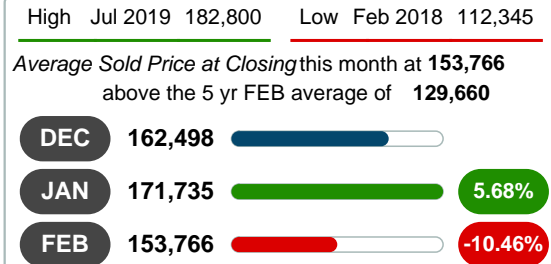 High Jul 2019 182,800 Low Feb 2018 112,345
Average Sold Price at Closing this month at 153,766
above the 5 yr FEB average of 129,660
DEC 162,498
JAN 171,735 5.68%
FEB 153,766 -10.46%